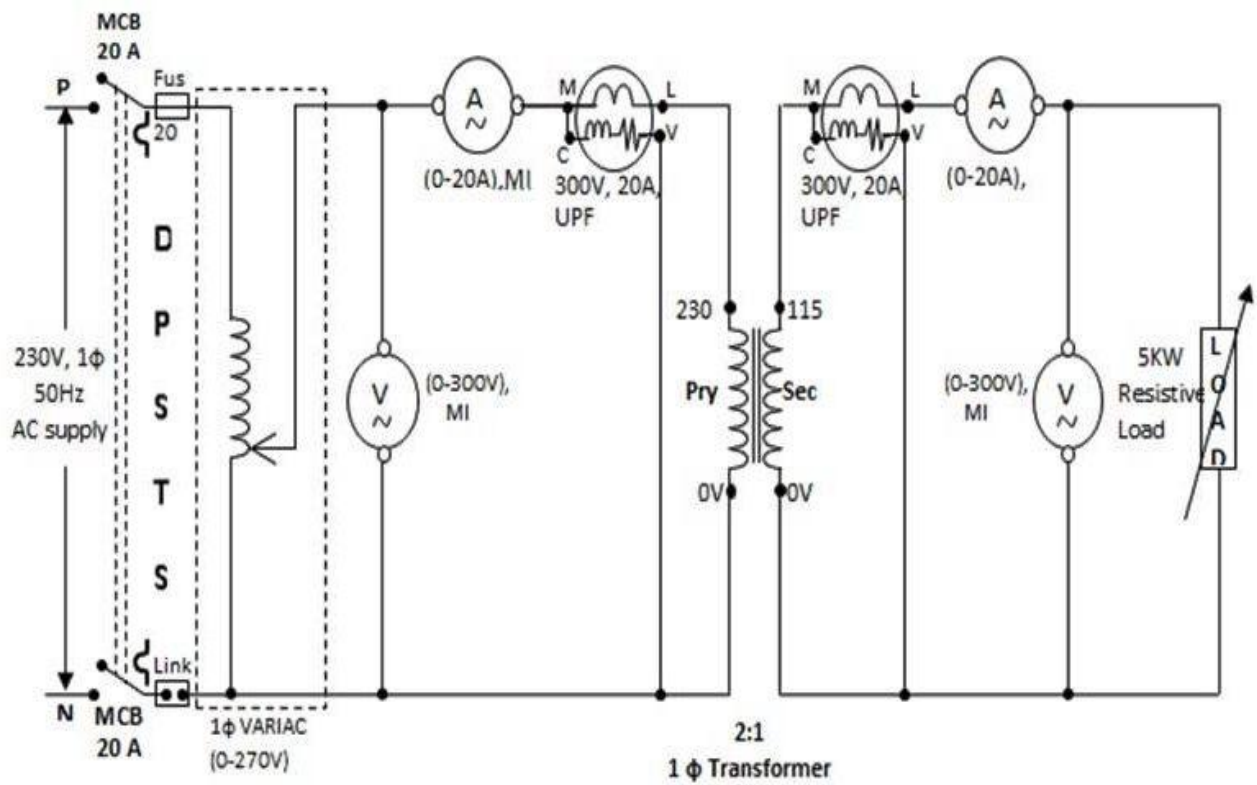 MCB
20 A
P
Fus
20
D
P
S
T
S
230V, 1ϕ
50Hz
AC supply
Link
N
MCB
20 A
1ϕ VARIAC
(0-270V)
V
~
(0-300V),
MI
A
~
(0-20A),MI
M
L
C
V
300V, 20A,
UPF
230
Pry
0V
115
Sec
0V
2:1
1 ϕ Transformer
M
L
C
V
300V, 20A,
UPF
A
~
(0-20A),
V
~
(0-300V),
MI
5KW
Resistive
Load
L
O
A
D